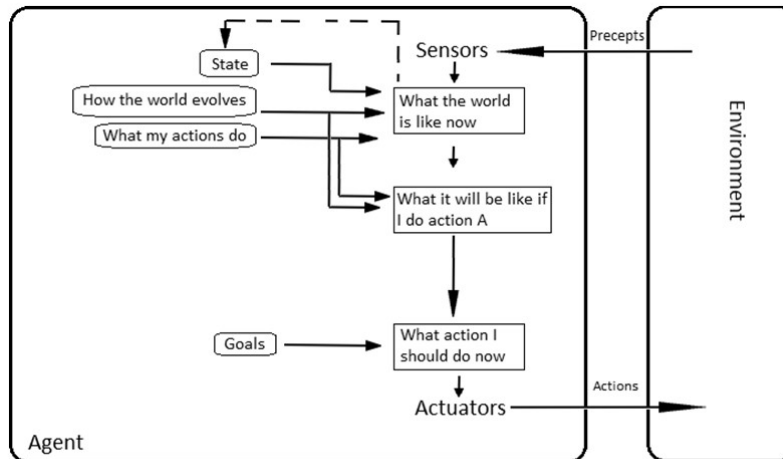 Precepts
Sensors
State
How the world evolves
What the world
is like now
What my actions do
What it will be like if
I do action A
Environment
Goals
What action I
should do now
Actions
Actuators
Agent